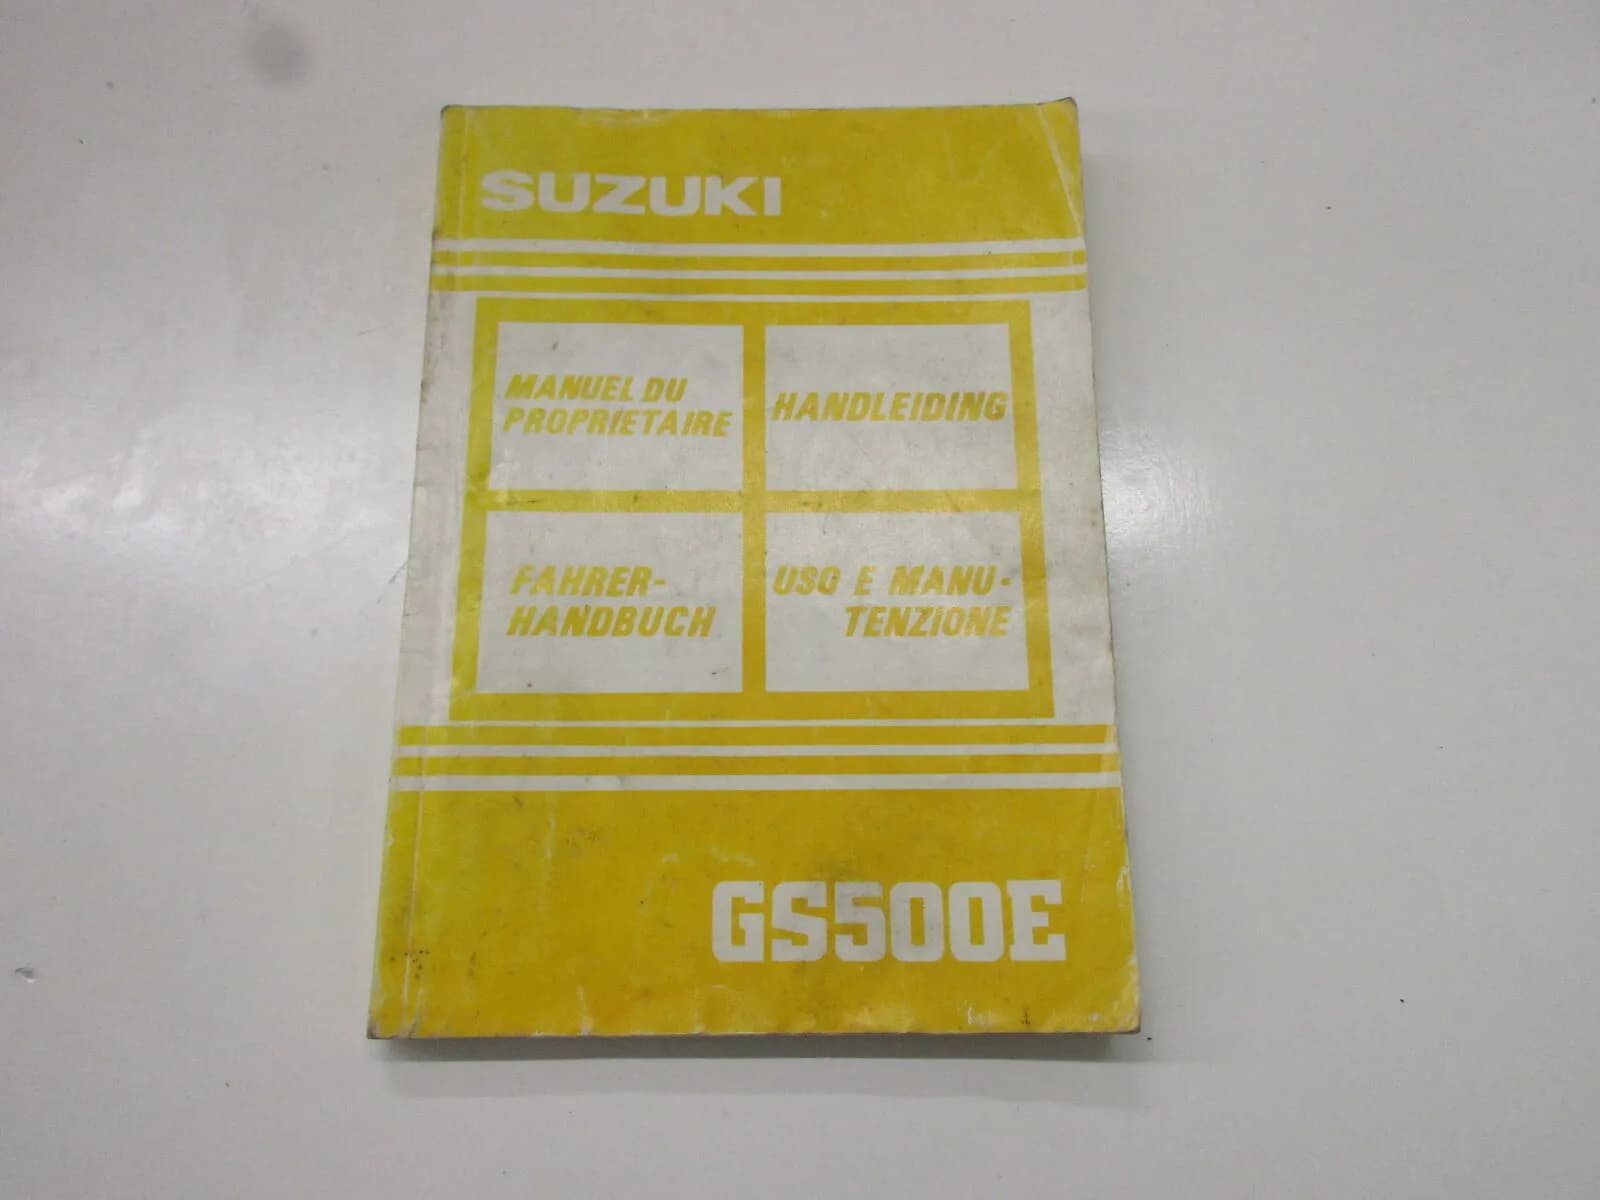 SUZUKI
MANUEL DU
PROPRIETAIRE
HANDLEIDING
FAHRER-
HANDBUCH
USO E MANU-
TENZIONE
GS500E